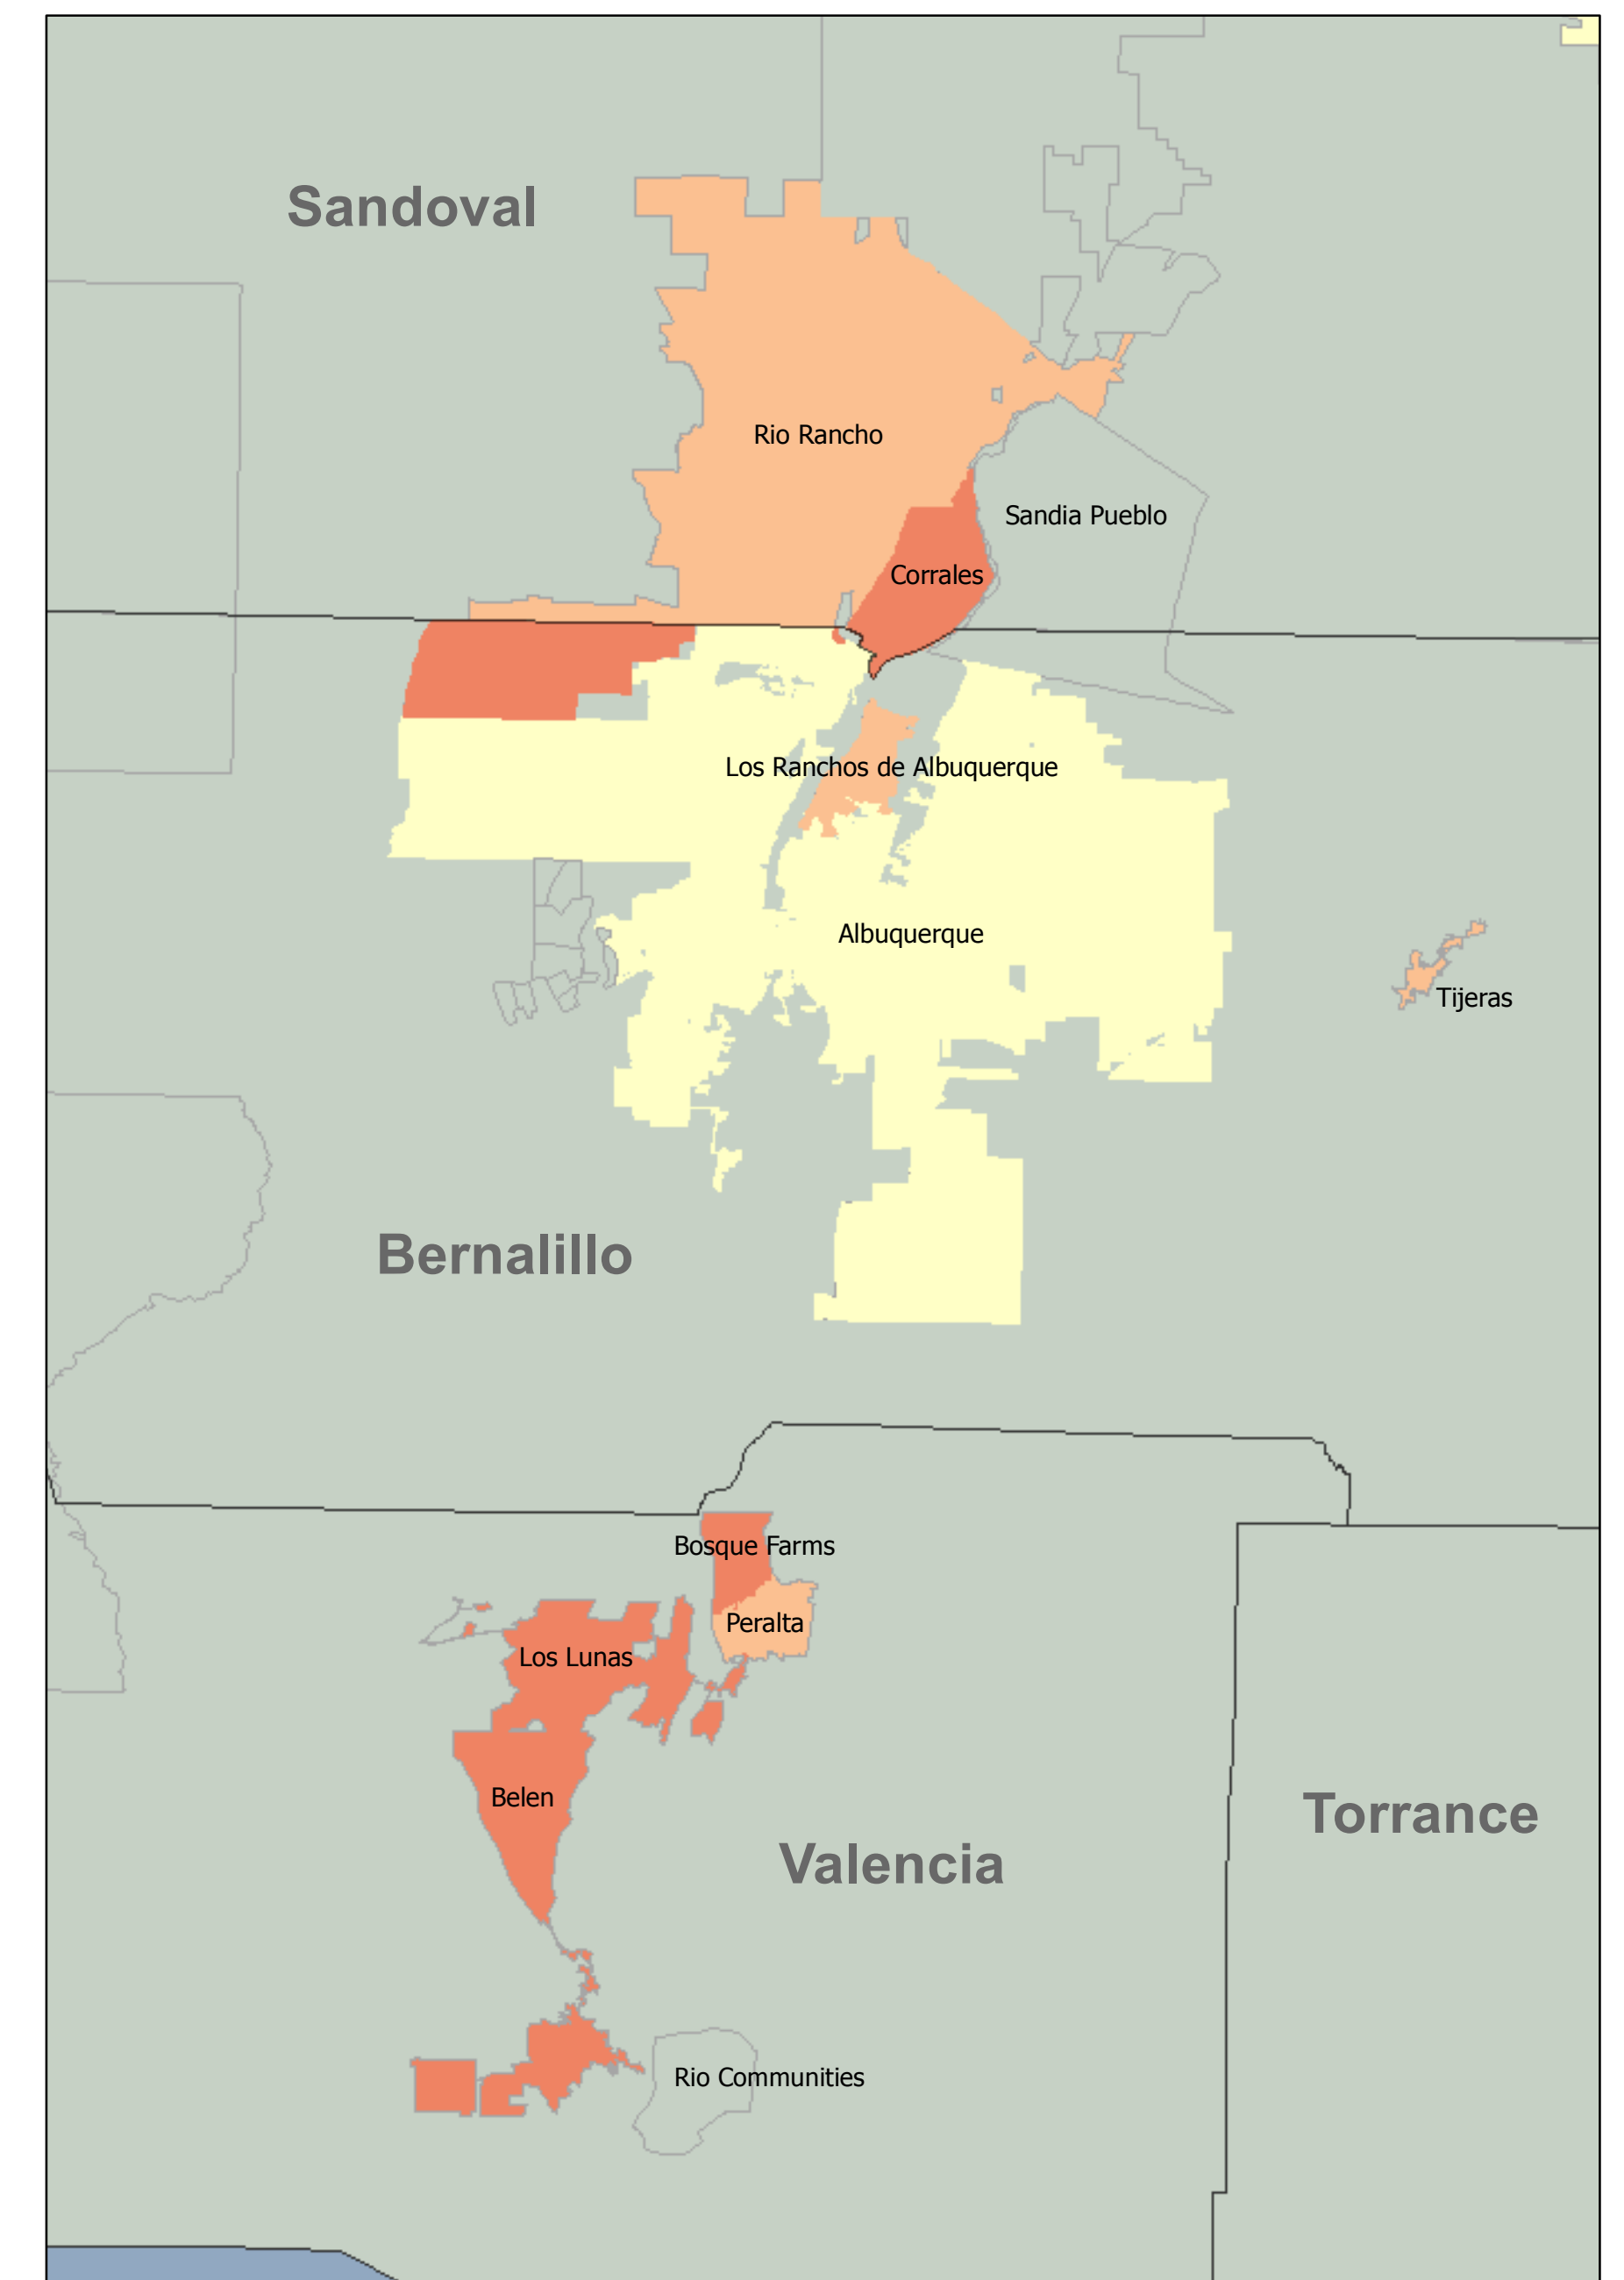 Sandoval
Rio Rancho
Sandia Pueblo
Corrales
Los Ranchos de Albuquerque
Albuquerque
Tijeras
Bernalillo
Bosque Farms
Peralta
Los Lunas
Belen
Torrance
Valencia
Rio Communities